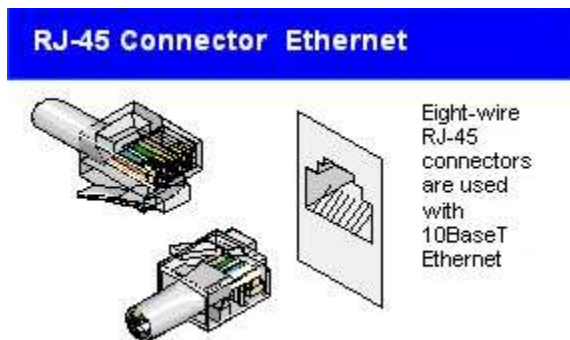 RJ-45 Connector Ethernet
Eight-wire
RJ-45
connectors
are used
with
10BaseT
Ethernet